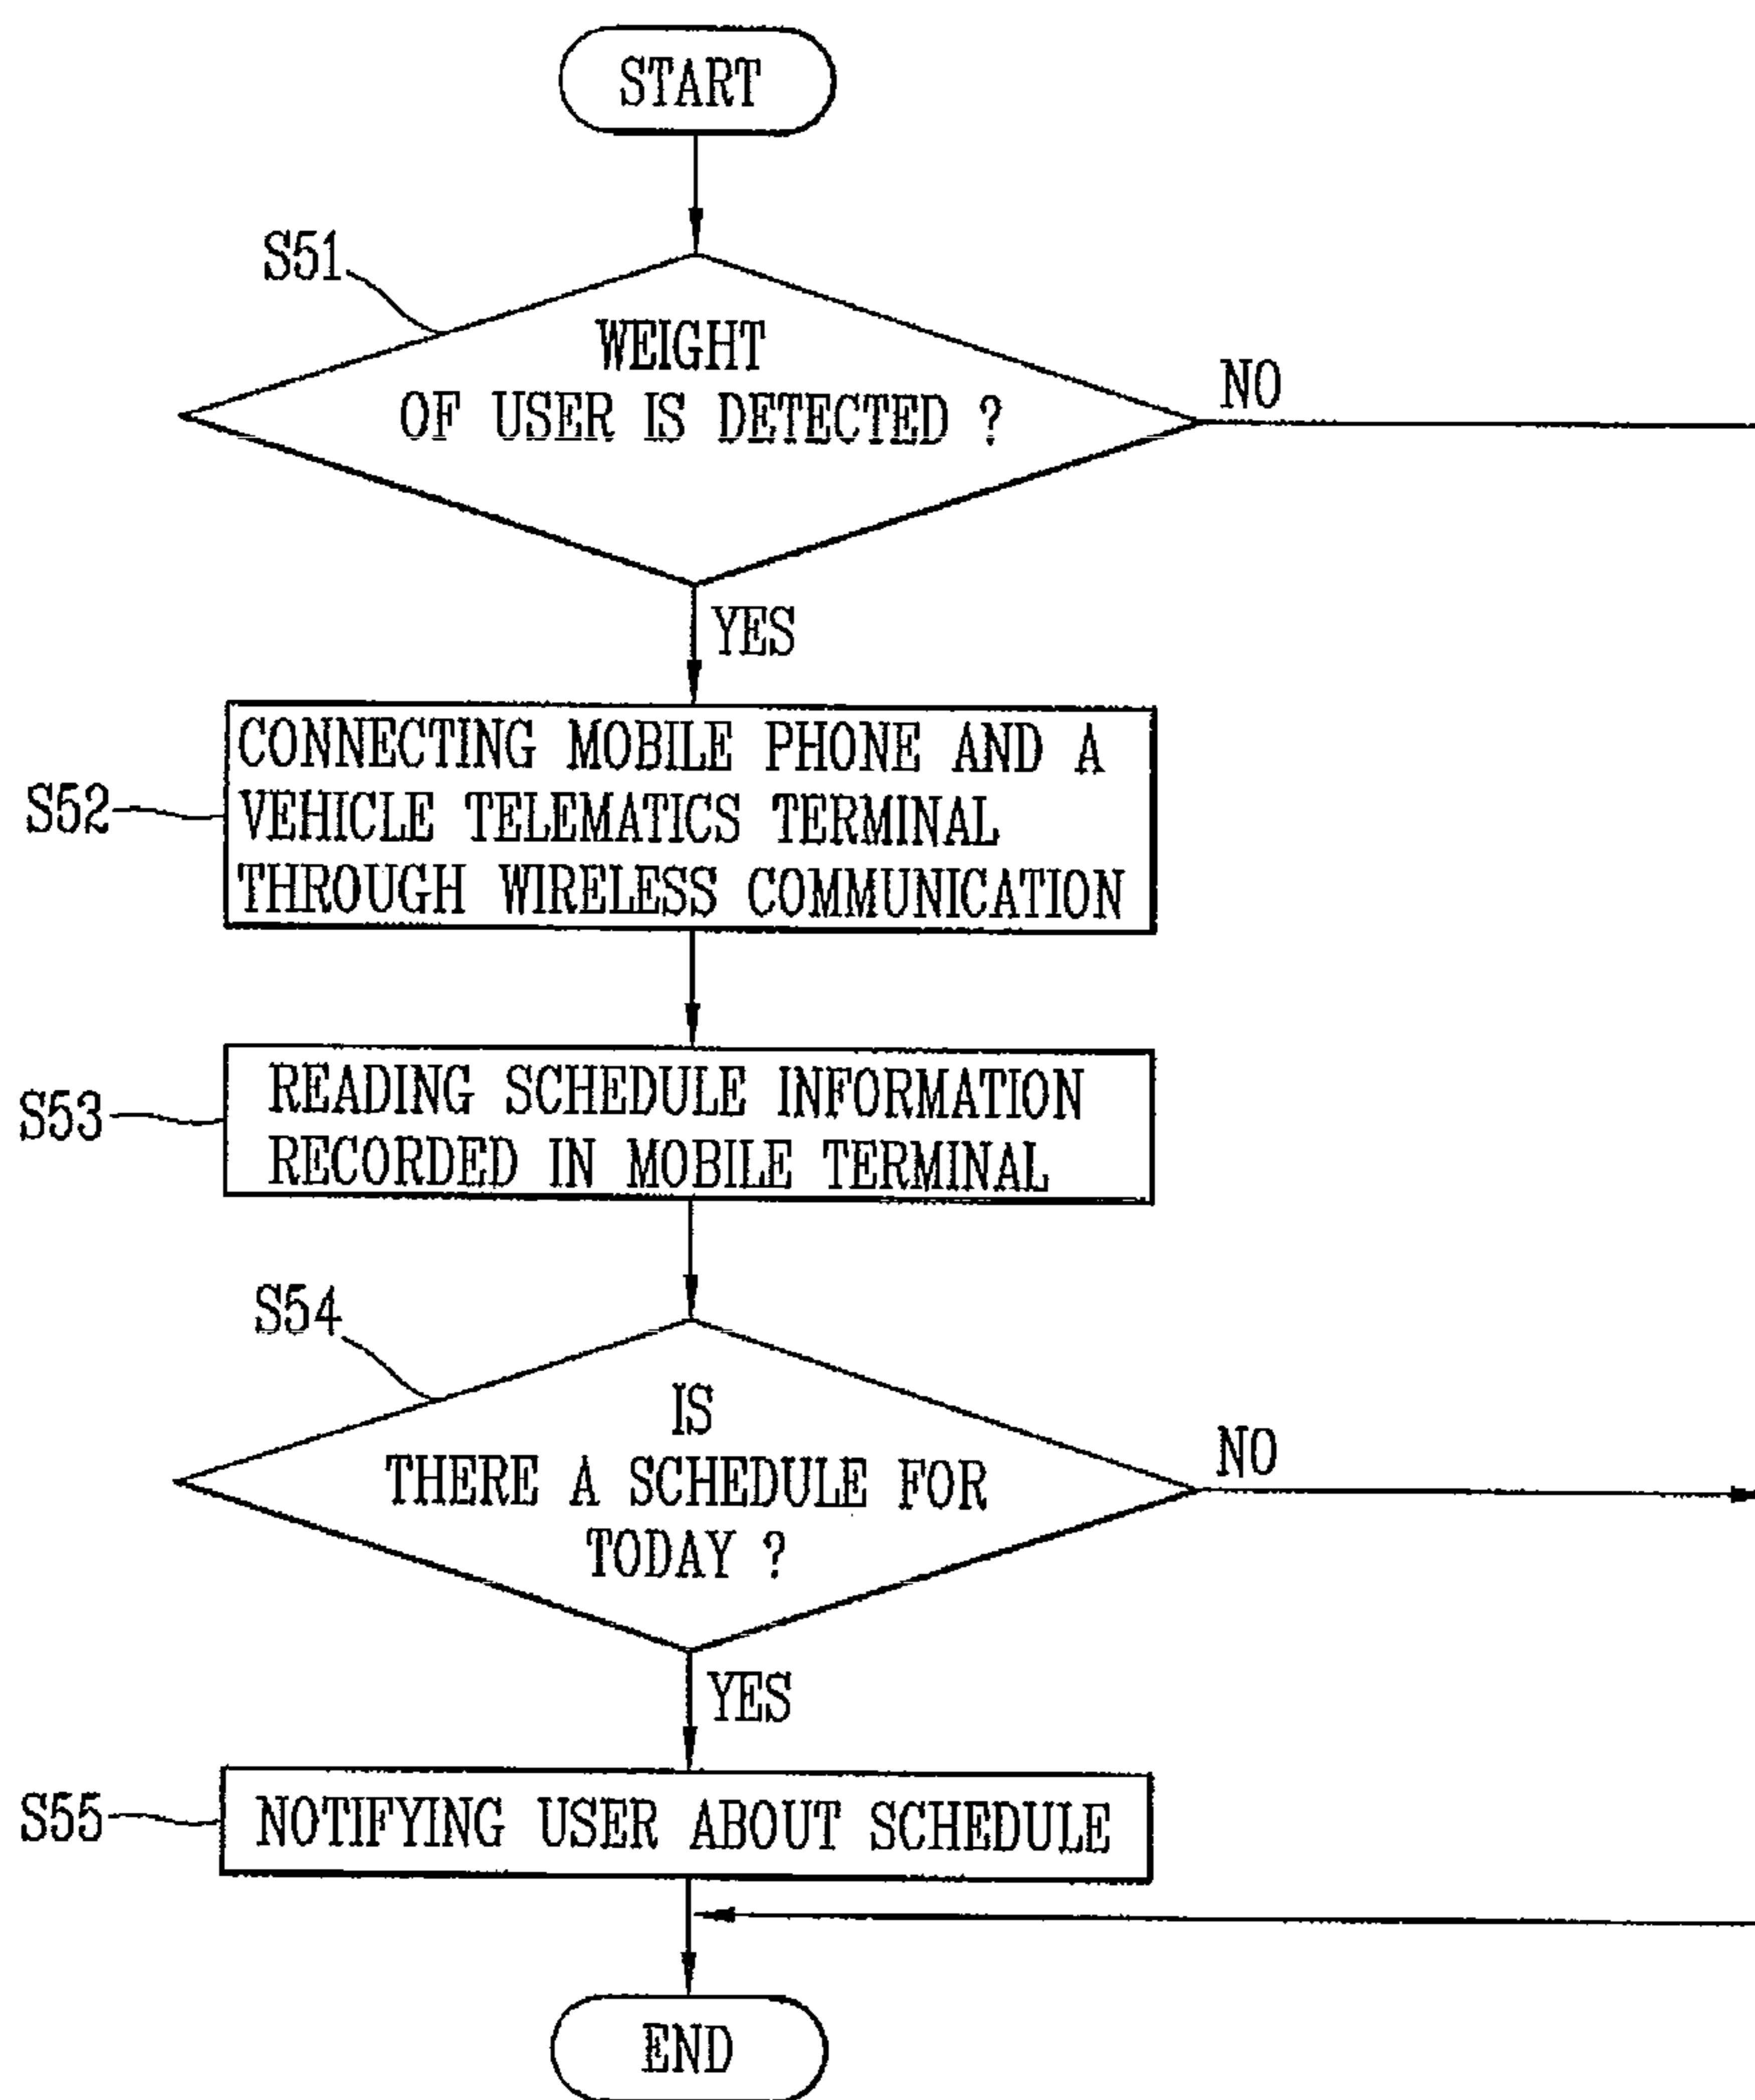 START
S51
WEIGHT
OF USER IS DETECTED ?
NO
YES
S52
CONNECTING MOBILE PHONE AND A
VEHICLE TELEMATICS TERMINAL
THROUGH WIRELESS COMMUNICATION
S53
READING SCHEDULE INFORMATION
RECORDED IN MOBILE TERMINAL
S54
IS
THERE A SCHEDULE FOR
TODAY ?
NO
YES
S55
NOTIFYING USER ABOUT SCHEDULE
END